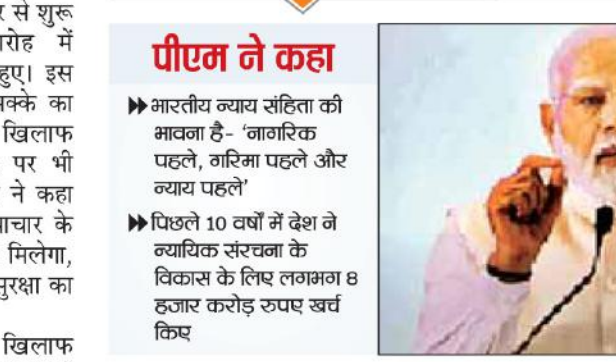 र से शुरू
रोह में
हुए। इस
क्के का
खिलाफ
पर भी
ने कहा
चार के
मिलेगा,
सुरक्षा का
खिलाफ
पीएम ने कहा
भारतीय न्याय संहिता की
भावना है- ‘नागरिक
पहले, गरिमा पहले और
न्याय पहले’
पिछले 10 वर्षों में देश ने
न्यायिक संरचना के
विकास के लिए लगभग 8
हजार करोड़ रुपए खर्च
किए